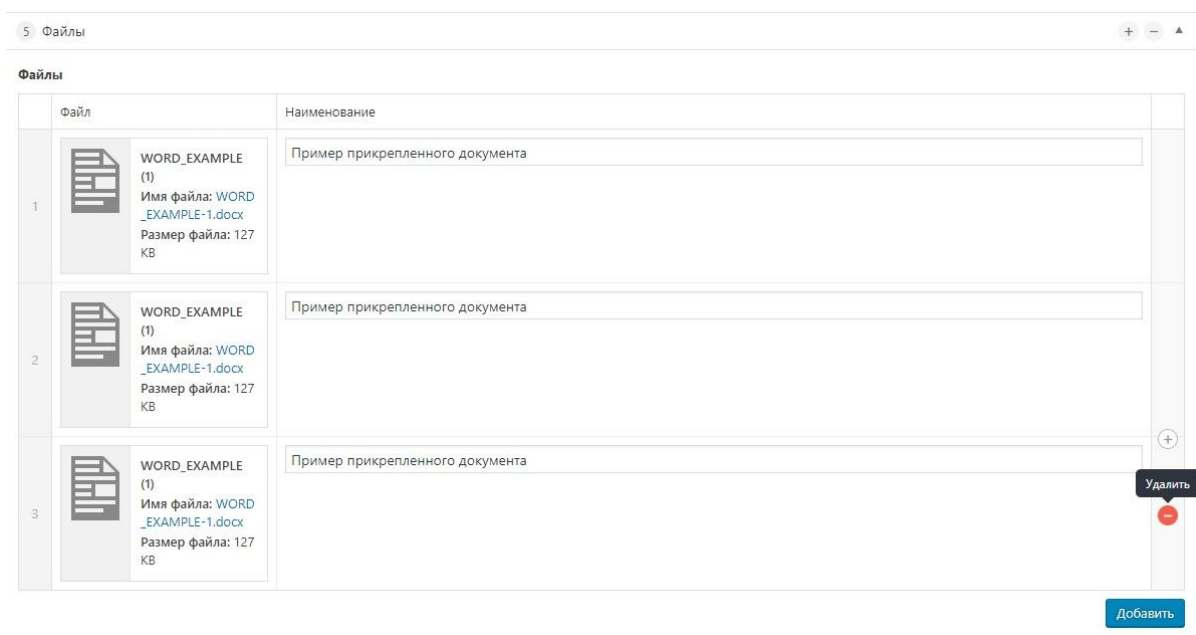 5 Файлы
Файлы
Файл Наименование
1
WORD_EXAMPLE
(1)
Имя файла: WORD
_EXAMPLE-1.docx
Размер файла: 127
KB
Пример прикрепленного документа
2
WORD_EXAMPLE
(1)
Имя файла: WORD
_EXAMPLE-1.docx
Размер файла: 127
KB
Пример прикрепленного документа
3
WORD_EXAMPLE
(1)
Имя файла: WORD
_EXAMPLE-1.docx
Размер файла: 127
KB
Пример прикрепленного документа
Удалить
Добавить